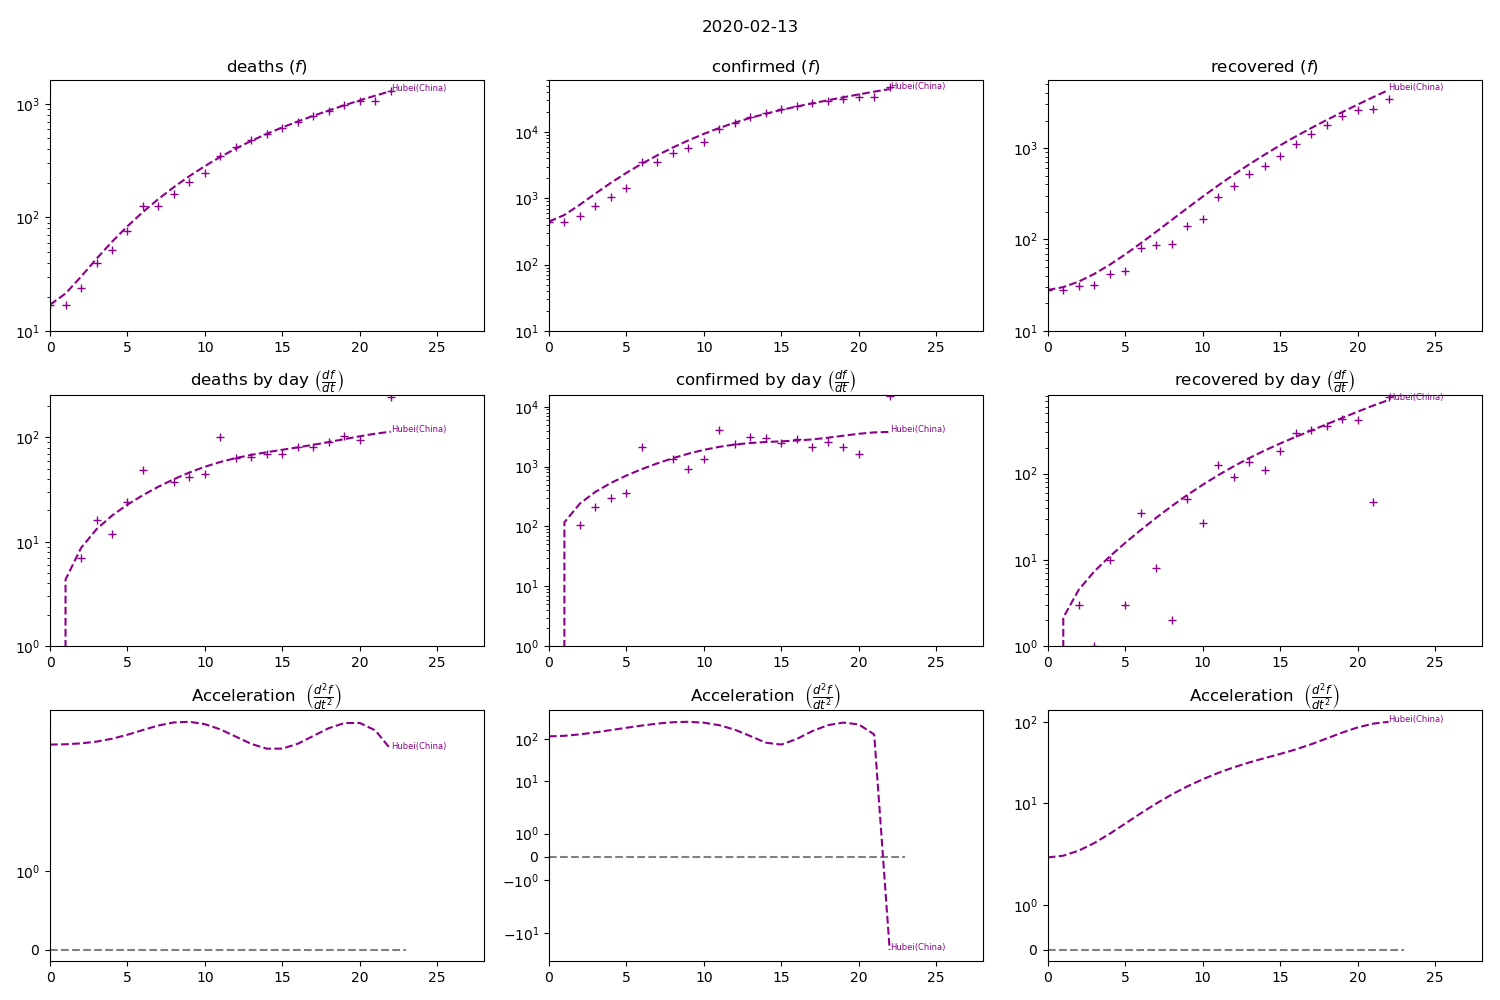 2020-02-13
deaths (f)
confirmed (f)
recovered (f)
10³
10²
10¹
0 5 10 15 20 25
Hubei(China)
10⁴
10³
10²
10¹
0 5 10 15 20 25
Hubei(China)
10³
10²
10¹
0 5 10 15 20 25
Hubei(China)
deaths by day (df/dt)
confirmed by day (df/dt)
recovered by day (df/dt)
10²
10¹
10⁰
0 5 10 15 20 25
Hubei(China)
10⁴
10³
10²
10¹
10⁰
0 5 10 15 20 25
Hubei(China)
10²
10¹
10⁰
0 5 10 15 20 25
Hubei(China)
Acceleration (d²f/dt²)
Acceleration (d²f/dt²)
Acceleration (d²f/dt²)
10⁰
0
0 5 10 15 20 25
Hubei(China)
10²
10¹
10⁰
0
−10⁰
−10¹
0 5 10 15 20 25
Hubei(China)
10²
10¹
10⁰
0
0 5 10 15 20 25
Hubei(China)